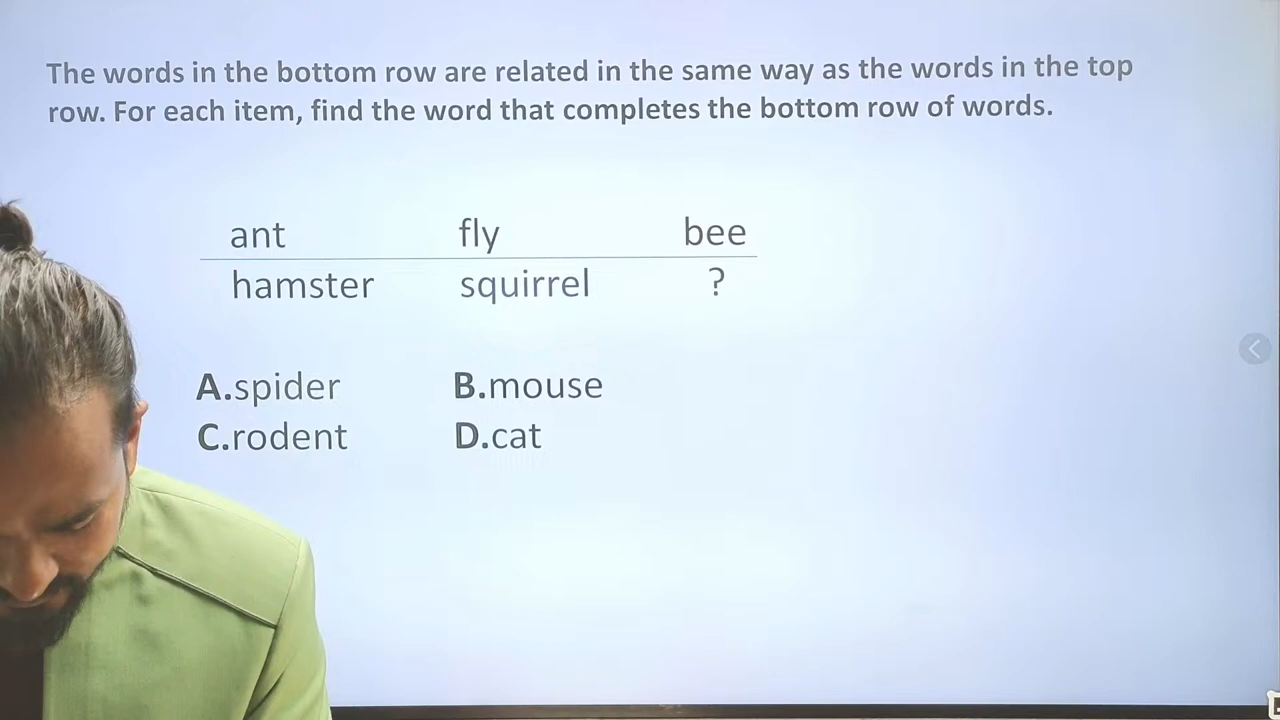 The words in the bottom row are related in the same way as the words in the top
row. For each item, find the word that completes the bottom row of words.
ant fly bee
hamster squirrel ?
A.spider B.mouse
C.rodent D.cat